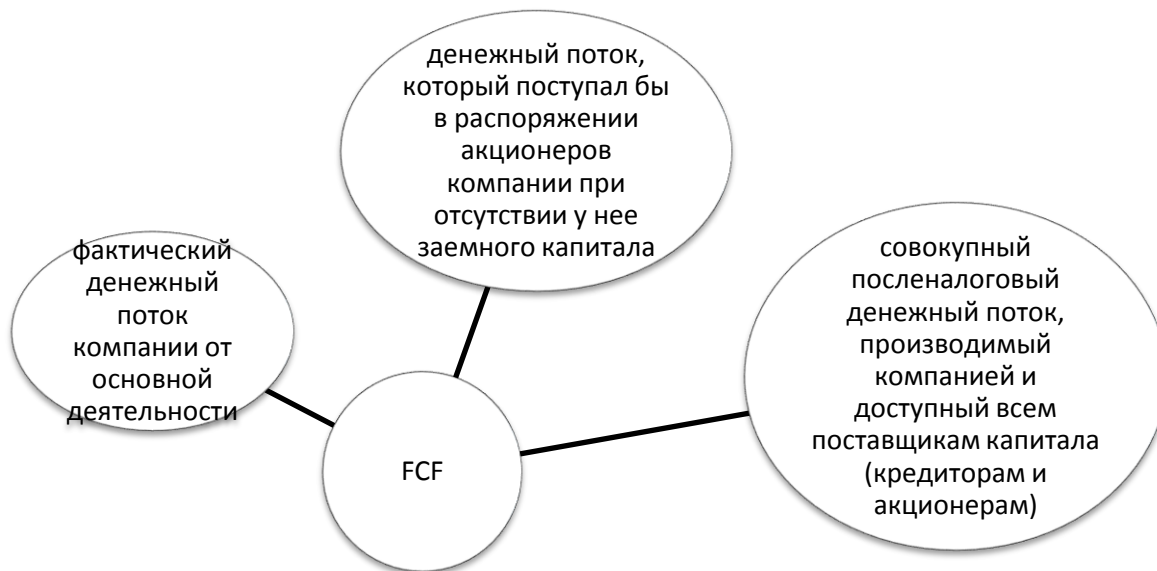 денежный поток,
который поступал бы
в распоряжении
акционеров
компании при
отсутствии у нее
заемного капитала
фактический
денежный
поток
компании от
основной
деятельности
совокупный
посленалоговый
денежный поток,
производимый
компанией и
доступный всем
поставщикам капитала
(кредиторам и
акционерам)
FCF